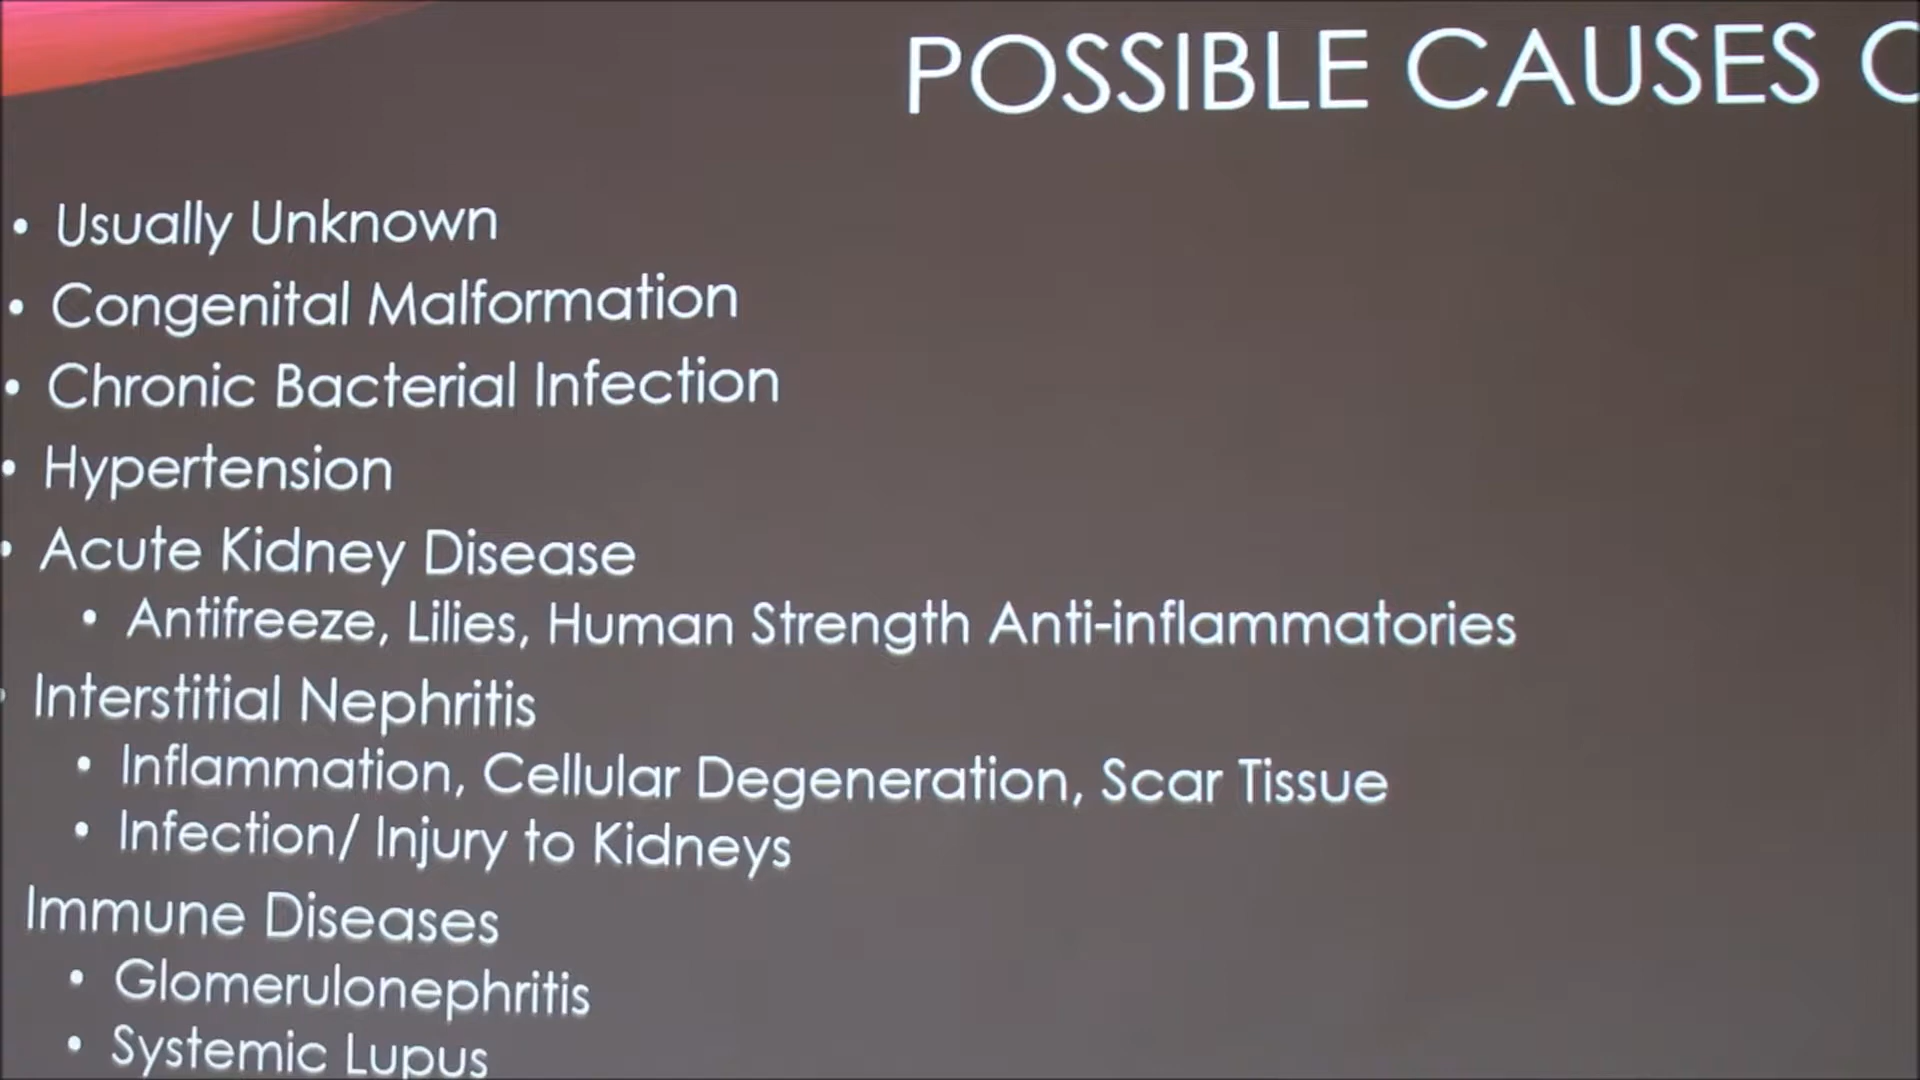 POSSIBLE CAUSES
• Usually Unknown
• Congenital Malformation
• Chronic Bacterial Infection
• Hypertension
• Acute Kidney Disease
• Antifreeze, Lilies, Human Strength Anti-inflammatories
• Interstitial Nephritis
• Inflammation, Cellular Degeneration, Scar Tissue
• Infection/ Injury to Kidneys
Immune Diseases
• Glomerulonephritis
• Systemic Lupus